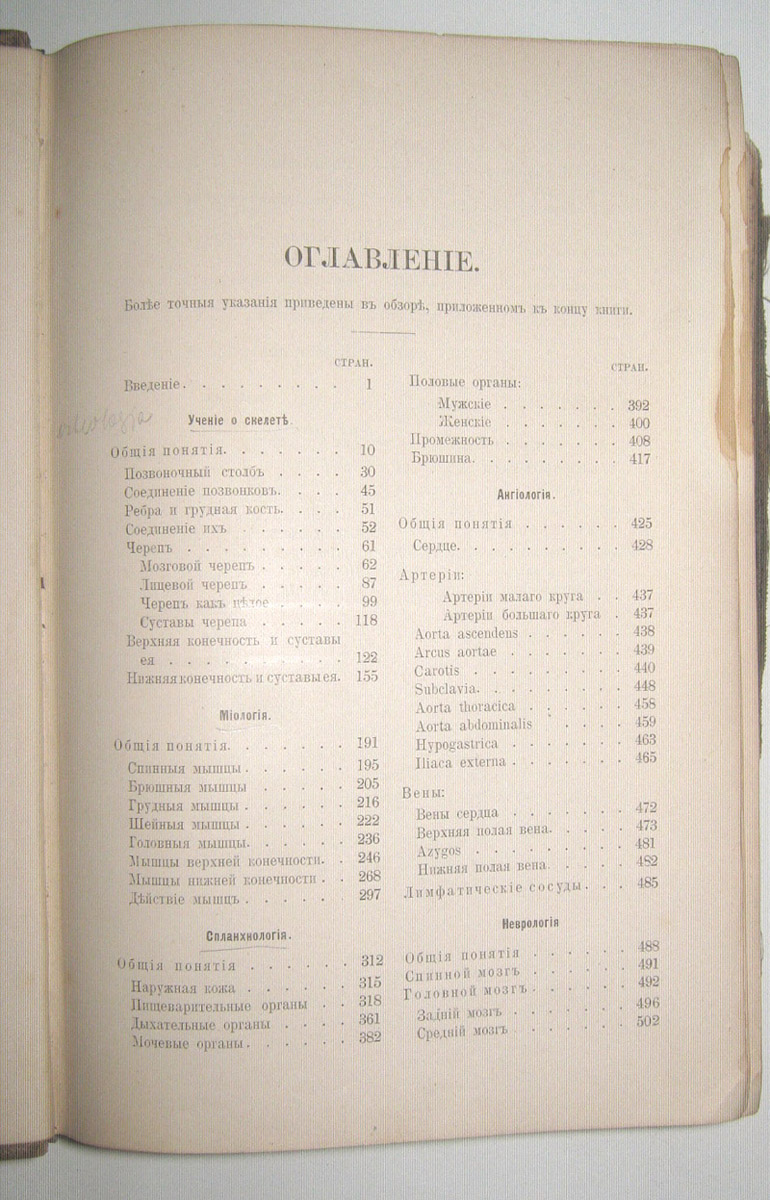 ОГЛАВЛЕНІЕ.
Болѣе точныя указанія приведены въ обзорѣ, приложенномъ къ концу книги.
СТРАН.
Введеніе. . . . . . . . . 1
Ученіе о скелетѣ.
Общія понятія. . . . . . . 10
Позвоночный столбъ . . . . 30
Соединеніе позвонковъ. . . . 45
Ребра и грудная кость. . . . 51
Соединеніе ихъ . . . . . . 52
Черепъ . . . . . . . . . 61
Мозговой черепъ . . . . . 62
Лицевой черепъ . . . . . 87
Черепъ какъ цѣлое . . . . 99
Суставы черепа . . . . . 118
Верхняя конечность и суставы
ея . . . . . . . . . . 122
Нижняя конечность и суставы ея. 155
Міологія.
Общія понятія. . . . . . . 191
Спинныя мышцы . . . . . . 195
Брюшныя мышцы . . . . . 205
Грудныя мышцы . . . . . . 216
Шейныя мышцы . . . . . . 222
Головныя мышцы. . . . . . 236
Мышцы верхней конечности. . 246
Мышцы нижней конечности . . 268
Дѣйствіе мышцъ . . . . . . 297
Спланхнологія.
Общія понятія . . . . . . 312
Наружная кожа . . . . . . 315
Пищеварительные органы . . 318
Дыхательные органы . . . . 361
Мочевые органы. . . . . . 382
СТРАН.
Половые органы:
Мужскіе . . . . . . . 392
Женскіе . . . . . . . 400
Промежность . . . . . . . 408
Брюшина. . . . . . . . . 417
Ангіологія.
Общія понятія . . . . . . 425
Сердце. . . . . . . . . . 428
Артеріи:
Артеріи малаго круга . . 437
Артеріи большаго круга . 437
Aorta ascendens . . . . . . 438
Arcus aortae . . . . . . . 439
Carotis . . . . . . . . . 440
Subclavia. . . . . . . . . 448
Aorta thoracica . . . . . . 458
Aorta abdominalis . . . . 459
Hypogastrica . . . . . . . 463
Iliaca externa . . . . . . . 465
Вены:
Вены сердца . . . . . . . 472
Верхняя полая вена. . . . . 473
Azygos . . . . . . . . . 481
Нижняя полая вена. . . . . 482
Лимфатическіе сосуды . . . 485
Неврологія
Общія понятія . . . . . . 488
Спинной мозгъ . . . . . . 491
Головной мозгъ . . . . . . 492
Задній мозгъ . . . . . . 496
Средній мозгъ . . . . . . 502